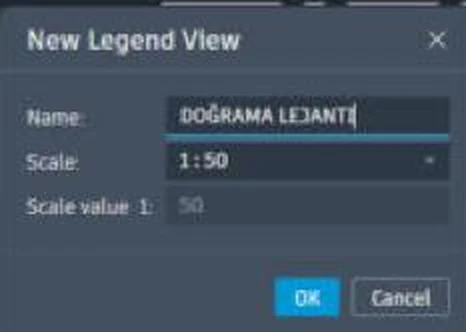 New Legend View
Name: DOĞRAMA LEJANTI
Scale: 1 : 50
Scale value 1: 50
OK Cancel